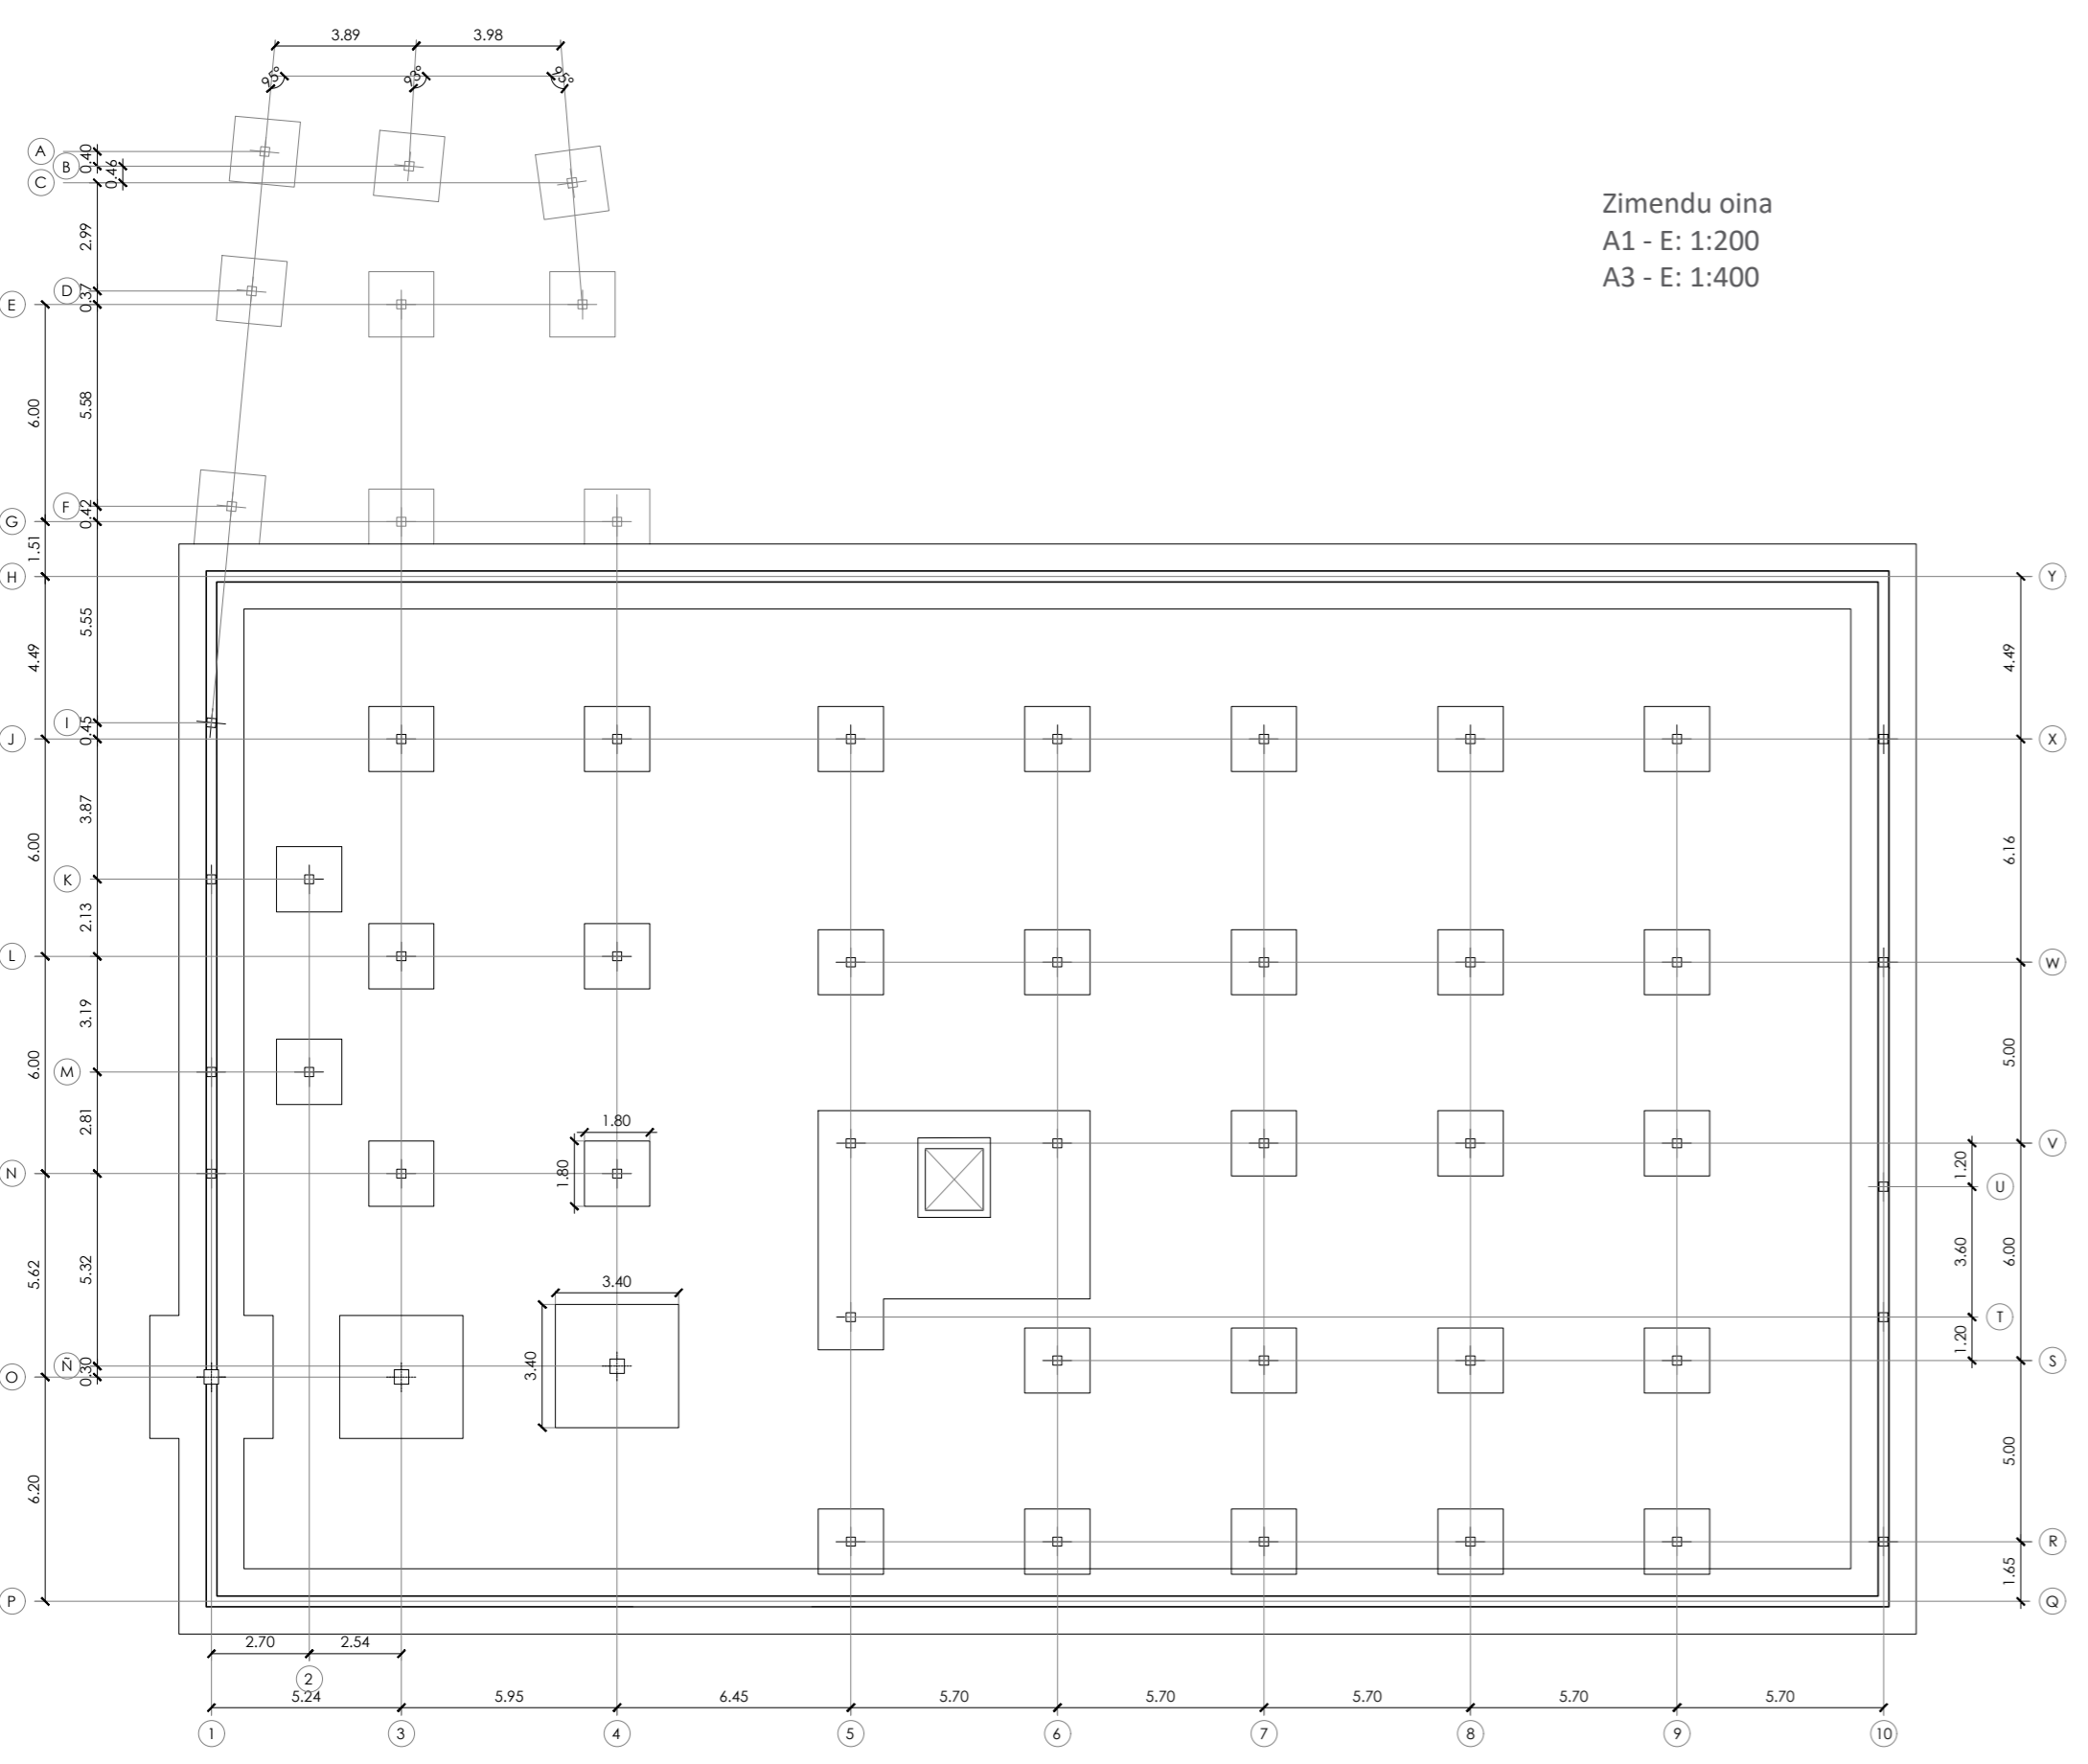 3.89
3.98
95°
93°
95°
A
0.40
B
0.46
C
Zimendu oina
A1 - E: 1:200
A3 - E: 1:400
2.99
D
0.37
E
6.00
5.58
F
0.42
G
1.51
H
Y
5.55
4.49
4.49
I
0.45
J
X
3.87
6.00
6.16
K
2.13
L
W
3.19
6.00
5.00
M
2.81
1.80
V
1.80
1.20
N
U
5.62
5.32
3.60
6.00
3.40
T
3.40
1.20
Ñ
0.30
S
O
6.20
5.00
R
1.65
P
Q
2.70
2.54
2
5.24
5.95
6.45
5.70
5.70
5.70
5.70
5.70
1
3
4
5
6
7
8
9
10